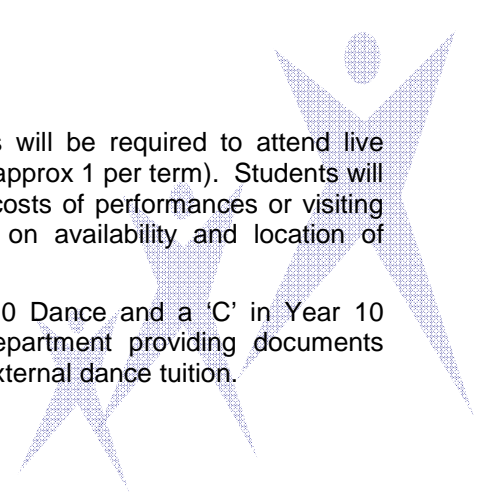 s will be required to attend live
approx 1 per term). Students will
costs of performances or visiting
on availability and location of
0 Dance and a ‘C’ in Year 10
epartment providing documents
xternal dance tuition.